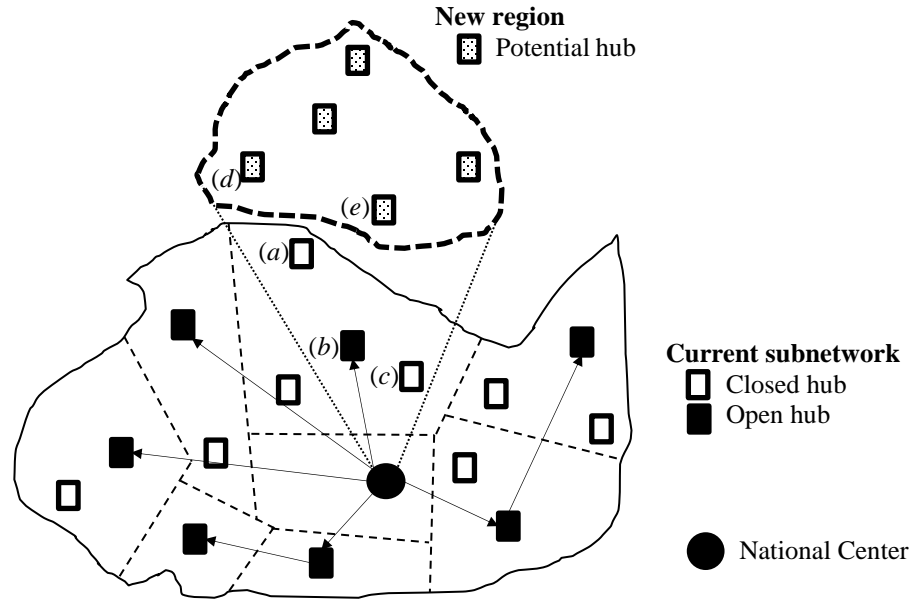 New region
Potential hub
(d)
(e)
(a)
(b)
(c)
Current subnetwork
Closed hub
Open hub
National Center